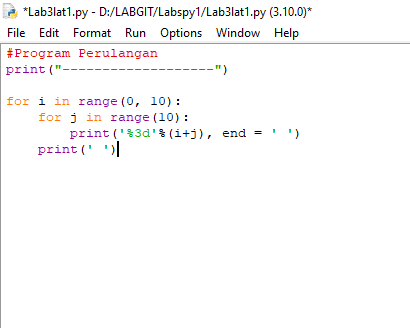 *Lab3lat1.py - D:/LABGIT/Labspy1/Lab3lat1.py (3.10.0)*
File Edit Format Run Options Window Help
#Program Perulangan
print("-------------------")

for i in range(0, 10):
    for j in range(10):
        print('%3d'%(i+j), end = ' ')
    print(' ')